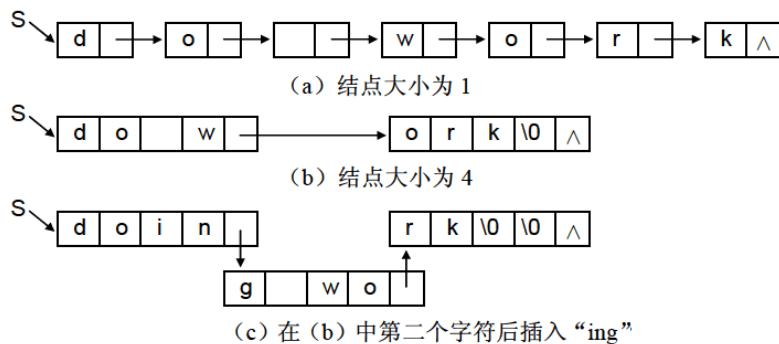 S d o w o r k ∧
（a）结点大小为 1
S d o w o r k \0 ∧
（b）结点大小为 4
S d o i n r k \0 \0 ∧
g w o
（c）在（b）中第二个字符后插入“ing”